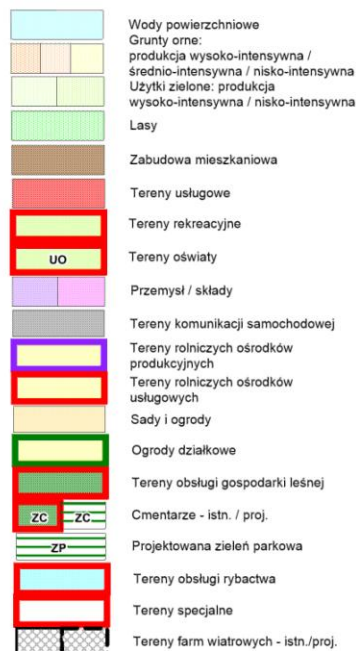 Wody powierzchniowe
Grunty orne:
produkcja wysoko-intensywna /
średnio-intensywna / nisko-intensywna
Użytki zielone: produkcja
wysoko-intensywna / nisko-intensywna
Lasy
Zabudowa mieszkaniowa
Tereny usługowe
Tereny rekreacyjne
UO
Tereny oświaty
Przemysł / składy
Tereny komunikacji samochodowej
Tereny rolniczych ośrodków
produkcyjnych
Tereny rolniczych ośrodków
usługowych
Sady i ogrody
Ogrody działkowe
Tereny obsługi gospodarki leśnej
ZC ZC Cmentarze - istn. / proj.
ZP Projektowana zieleń parkowa
Tereny obsługi rybactwa
Tereny specjalne
Tereny farm wiatrowych - istn./proj.